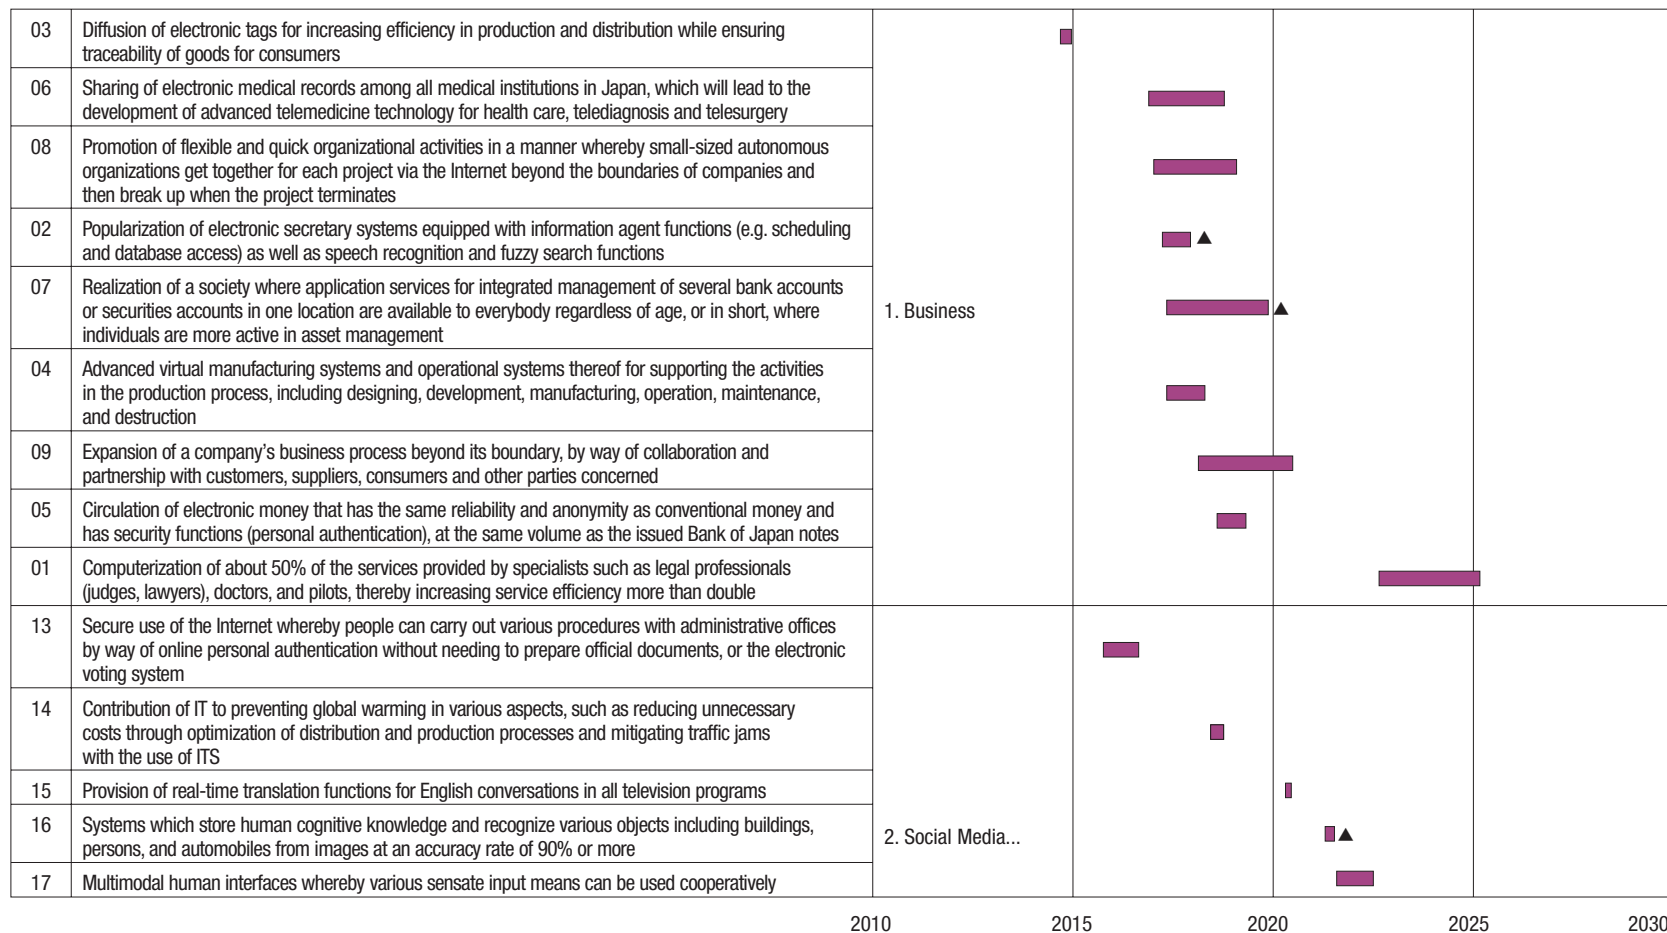 03 Diffusion of electronic tags for increasing efficiency in production and distribution while ensuring
traceability of goods for consumers
06 Sharing of electronic medical records among all medical institutions in Japan, which will lead to the
development of advanced telemedicine technology for health care, telediagnosis and telesurgery
08 Promotion of flexible and quick organizational activities in a manner whereby small-sized autonomous
organizations get together for each project via the Internet beyond the boundaries of companies and
then break up when the project terminates
02 Popularization of electronic secretary systems equipped with information agent functions (e.g. scheduling
and database access) as well as speech recognition and fuzzy search functions
07 Realization of a society where application services for integrated management of several bank accounts
or securities accounts in one location are available to everybody regardless of age, or in short, where
individuals are more active in asset management
1. Business
04 Advanced virtual manufacturing systems and operational systems thereof for supporting the activities
in the production process, including designing, development, manufacturing, operation, maintenance,
and destruction
09 Expansion of a company’s business process beyond its boundary, by way of collaboration and
partnership with customers, suppliers, consumers and other parties concerned
05 Circulation of electronic money that has the same reliability and anonymity as conventional money and
has security functions (personal authentication), at the same volume as the issued Bank of Japan notes
01 Computerization of about 50% of the services provided by specialists such as legal professionals
(judges, lawyers), doctors, and pilots, thereby increasing service efficiency more than double
13 Secure use of the Internet whereby people can carry out various procedures with administrative offices
by way of online personal authentication without needing to prepare official documents, or the electronic
voting system
14 Contribution of IT to preventing global warming in various aspects, such as reducing unnecessary
costs through optimization of distribution and production processes and mitigating traffic jams
with the use of ITS
15 Provision of real-time translation functions for English conversations in all television programs
16 Systems which store human cognitive knowledge and recognize various objects including buildings,
persons, and automobiles from images at an accuracy rate of 90% or more
2. Social Media...
17 Multimodal human interfaces whereby various sensate input means can be used cooperatively
2010 2015 2020 2025 2030